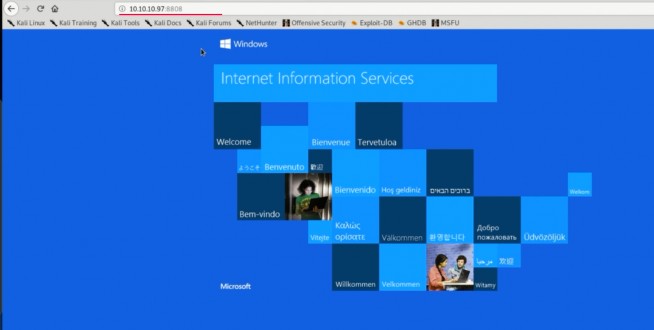 10.10.10.97:8808
Kali Linux Kali Training Kali Tools Kali Docs Kali Forums NetHunter Offensive Security Exploit-DB GHDB MSFU
Windows
Internet Information Services
Welcome
Bienvenue
Tervetuloa
ようこそ
Benvenuto
歡迎
Bienvenido
Hoş geldiniz
ברוכים הבאים
Welkom
Bem-vindo
Vítejte
Καλώς
ορίσατε
Välkommen
환영합니다
Добро
пожаловать
Üdvözöljük
مرحبا
欢迎
Microsoft
Willkommen
Velkommen
Witamy